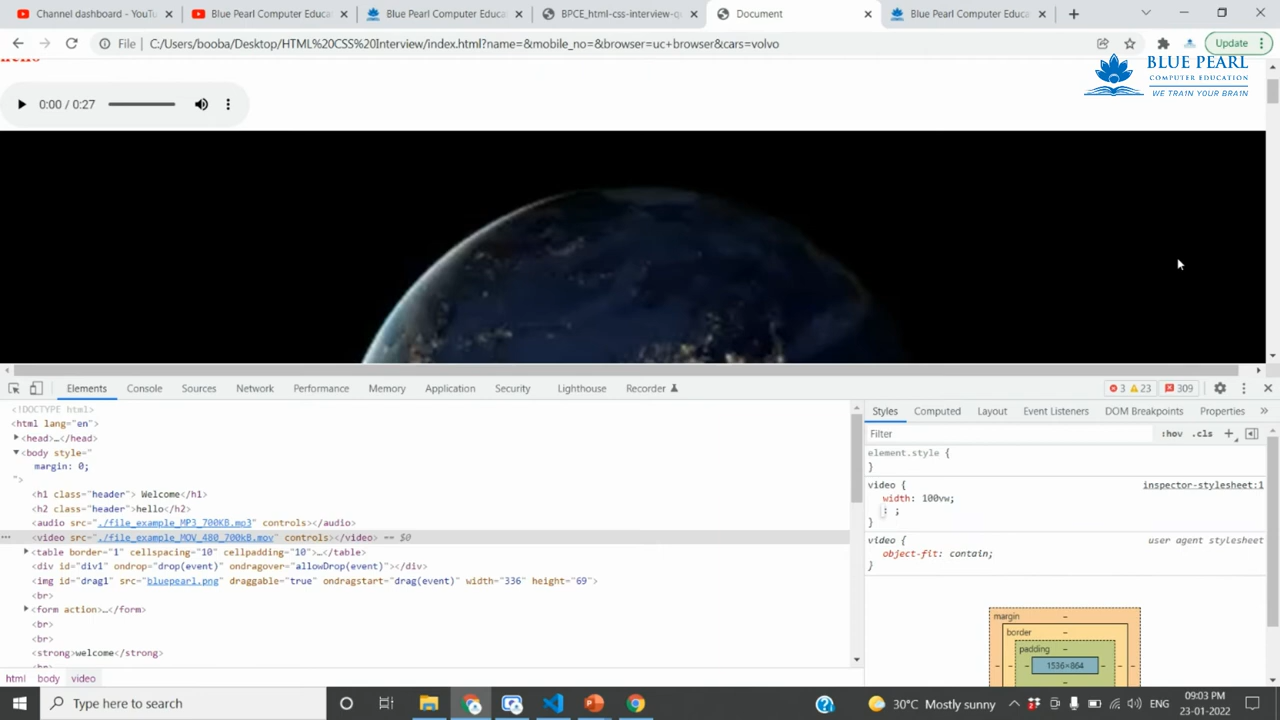 Channel dashboard - YouTu
Blue Pearl Computer Educa
Blue Pearl Computer Educa
BPCE_html-css-interview-qu
Document
Blue Pearl Computer Educa
File
C:/Users/booba/Desktop/HTML%20CSS%20Interview/index.html?name=&mobile_no=&browser=uc+browser&cars=volvo
Update
hello
BLUE PEARL
COMPUTER EDUCATION
WE TRAIN YOUR BRAIN
0:00 / 0:27
Elements Console Sources Network Performance Memory Application Security Lighthouse Recorder
3 23 309
<!DOCTYPE html>
<html lang="en">
<head>…</head>
<body style="
margin: 0;
">
<h1 class="header"> Welcome</h1>
<h2 class="header">hello</h2>
<audio src="./file_example_MP3_700KB.mp3" controls></audio>
<video src="./file_example_MOV_480_700kB.mov" controls></video> == $0
<table border="1" cellspacing="10" cellpadding="10">…</table>
<div id="div1" ondrop="drop(event)" ondragover="allowDrop(event)"></div>
<img id="drag1" src="bluepearl.png" draggable="true" ondragstart="drag(event)" width="336" height="69">
<br>
<form action>…</form>
<br>
<br>
<strong>welcome</strong>
html body video
Styles Computed Layout Event Listeners DOM Breakpoints Properties
Filter
:hov .cls
element.style {
}
video {
inspector-stylesheet:1
width: 100vw;
: ;
}
video {
user agent stylesheet
object-fit: contain;
}
margin
-
border
-
padding
-
- - - 1536×864 - - -
-
Type here to search
30°C Mostly sunny
ENG
09:03 PM
23-01-2022